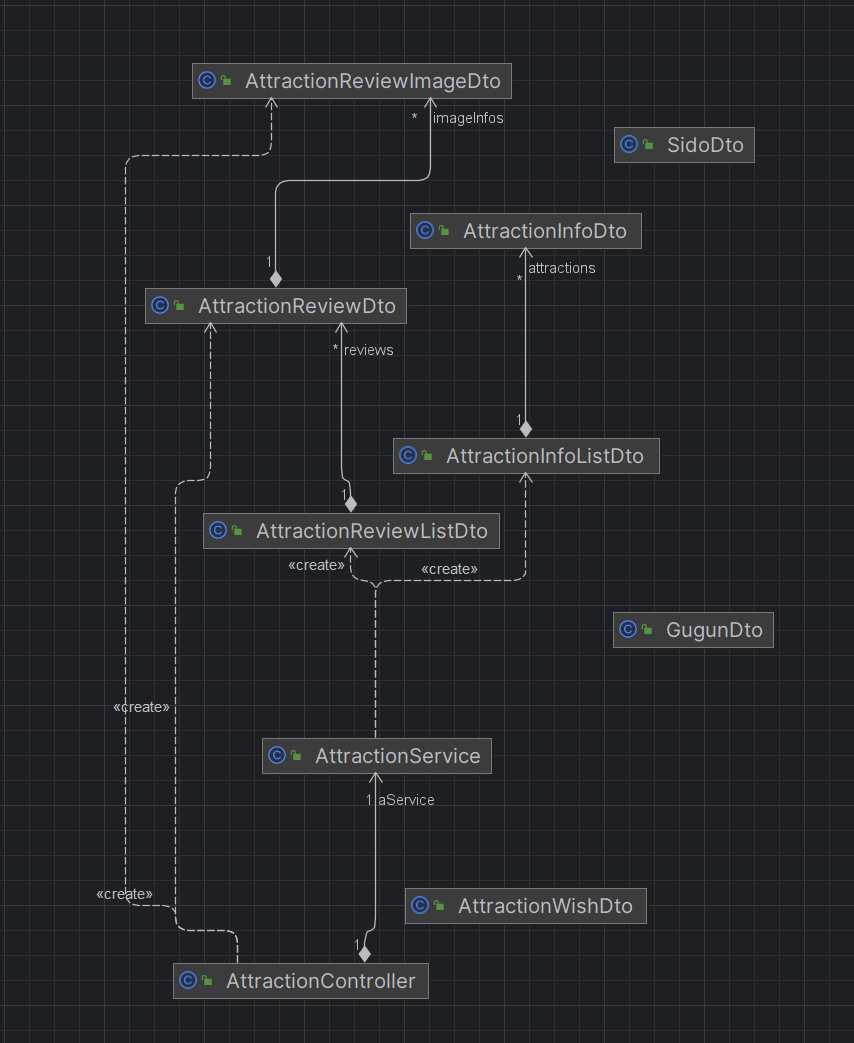 AttractionReviewImageDto
* imageInfos
SidoDto
AttractionInfoDto
1
attractions
*
AttractionReviewDto
* reviews
1
AttractionInfoListDto
1
AttractionReviewListDto
«create»
«create»
GugunDto
«create»
AttractionService
1 aService
«create»
AttractionWishDto
1
AttractionController